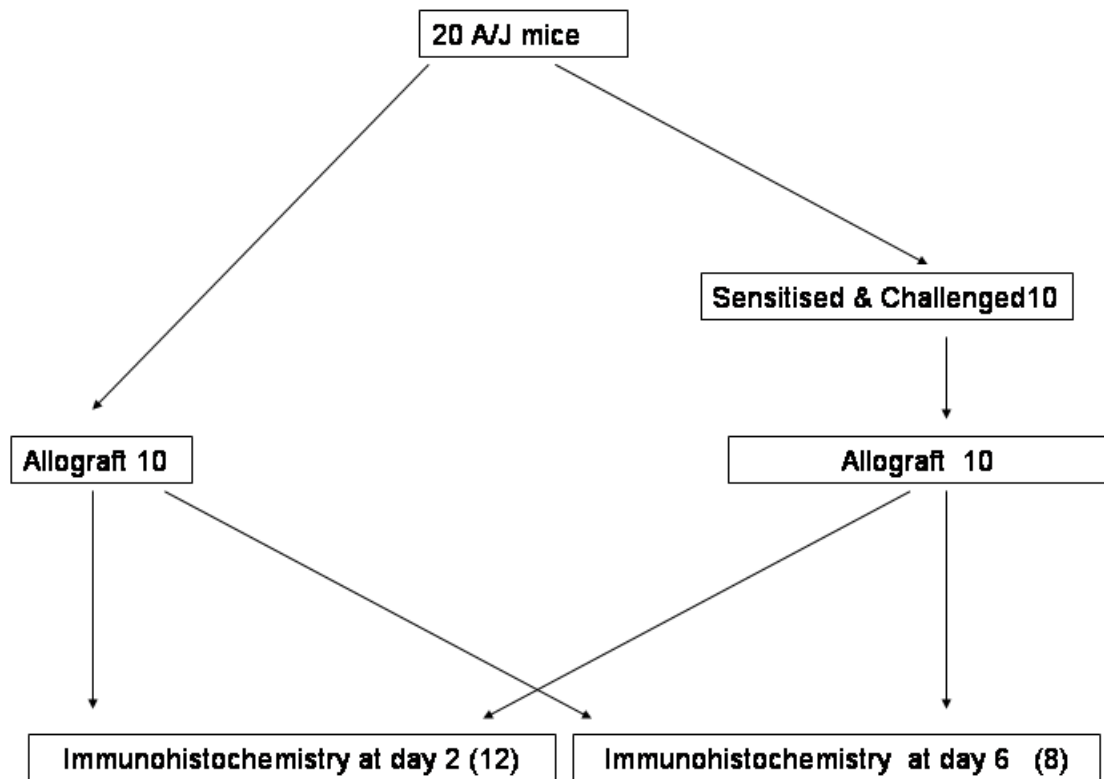 20 A/J mice
Sensitised & Challenged10
Allograft 10
Allograft 10
Immunohistochemistry at day 2 (12)
Immunohistochemistry at day 6 (8)